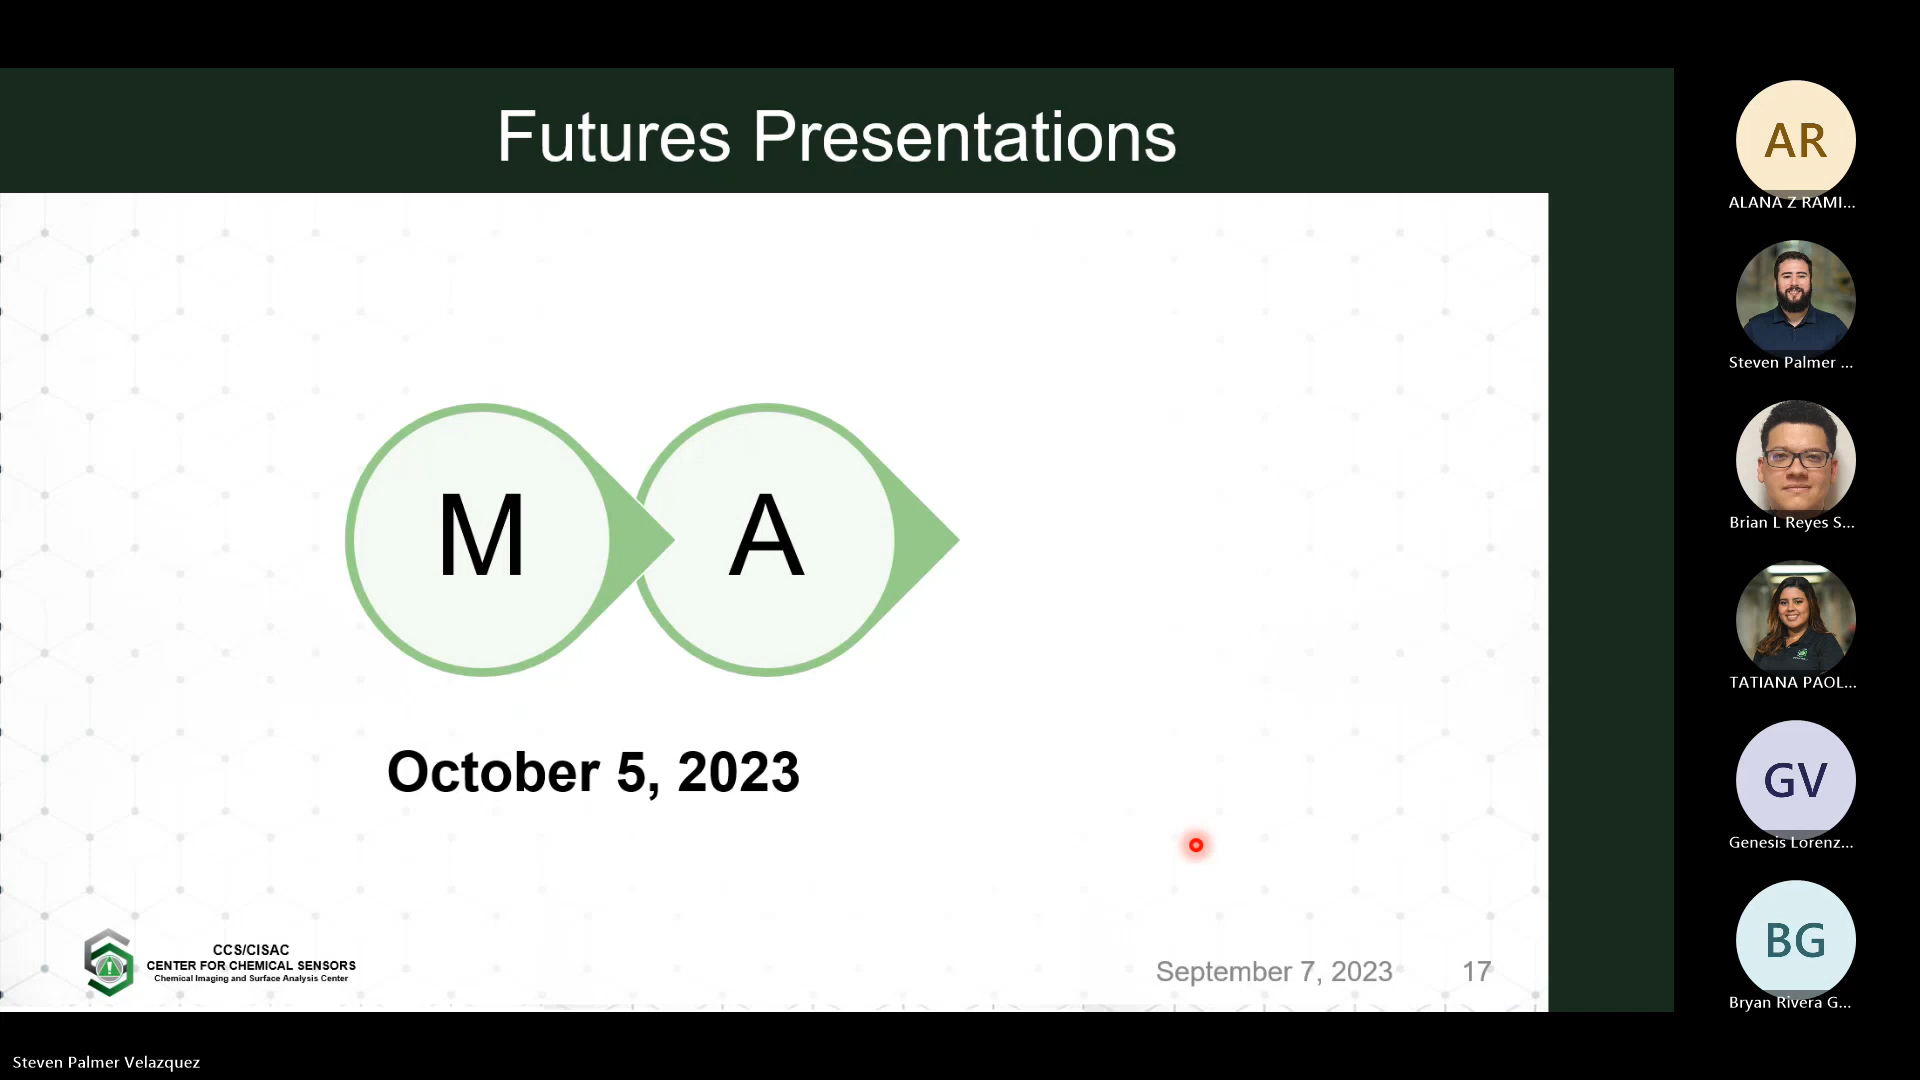 Futures Presentations
M
A
October 5, 2023
CCS/CISAC
CENTER FOR CHEMICAL SENSORS
Chemical Imaging and Surface Analysis Center
September 7, 2023
17
AR
ALANA Z RAMI...
Steven Palmer ...
Brian L Reyes S...
TATIANA PAOL...
GV
Genesis Lorenz...
BG
Bryan Rivera G...
Steven Palmer Velazquez